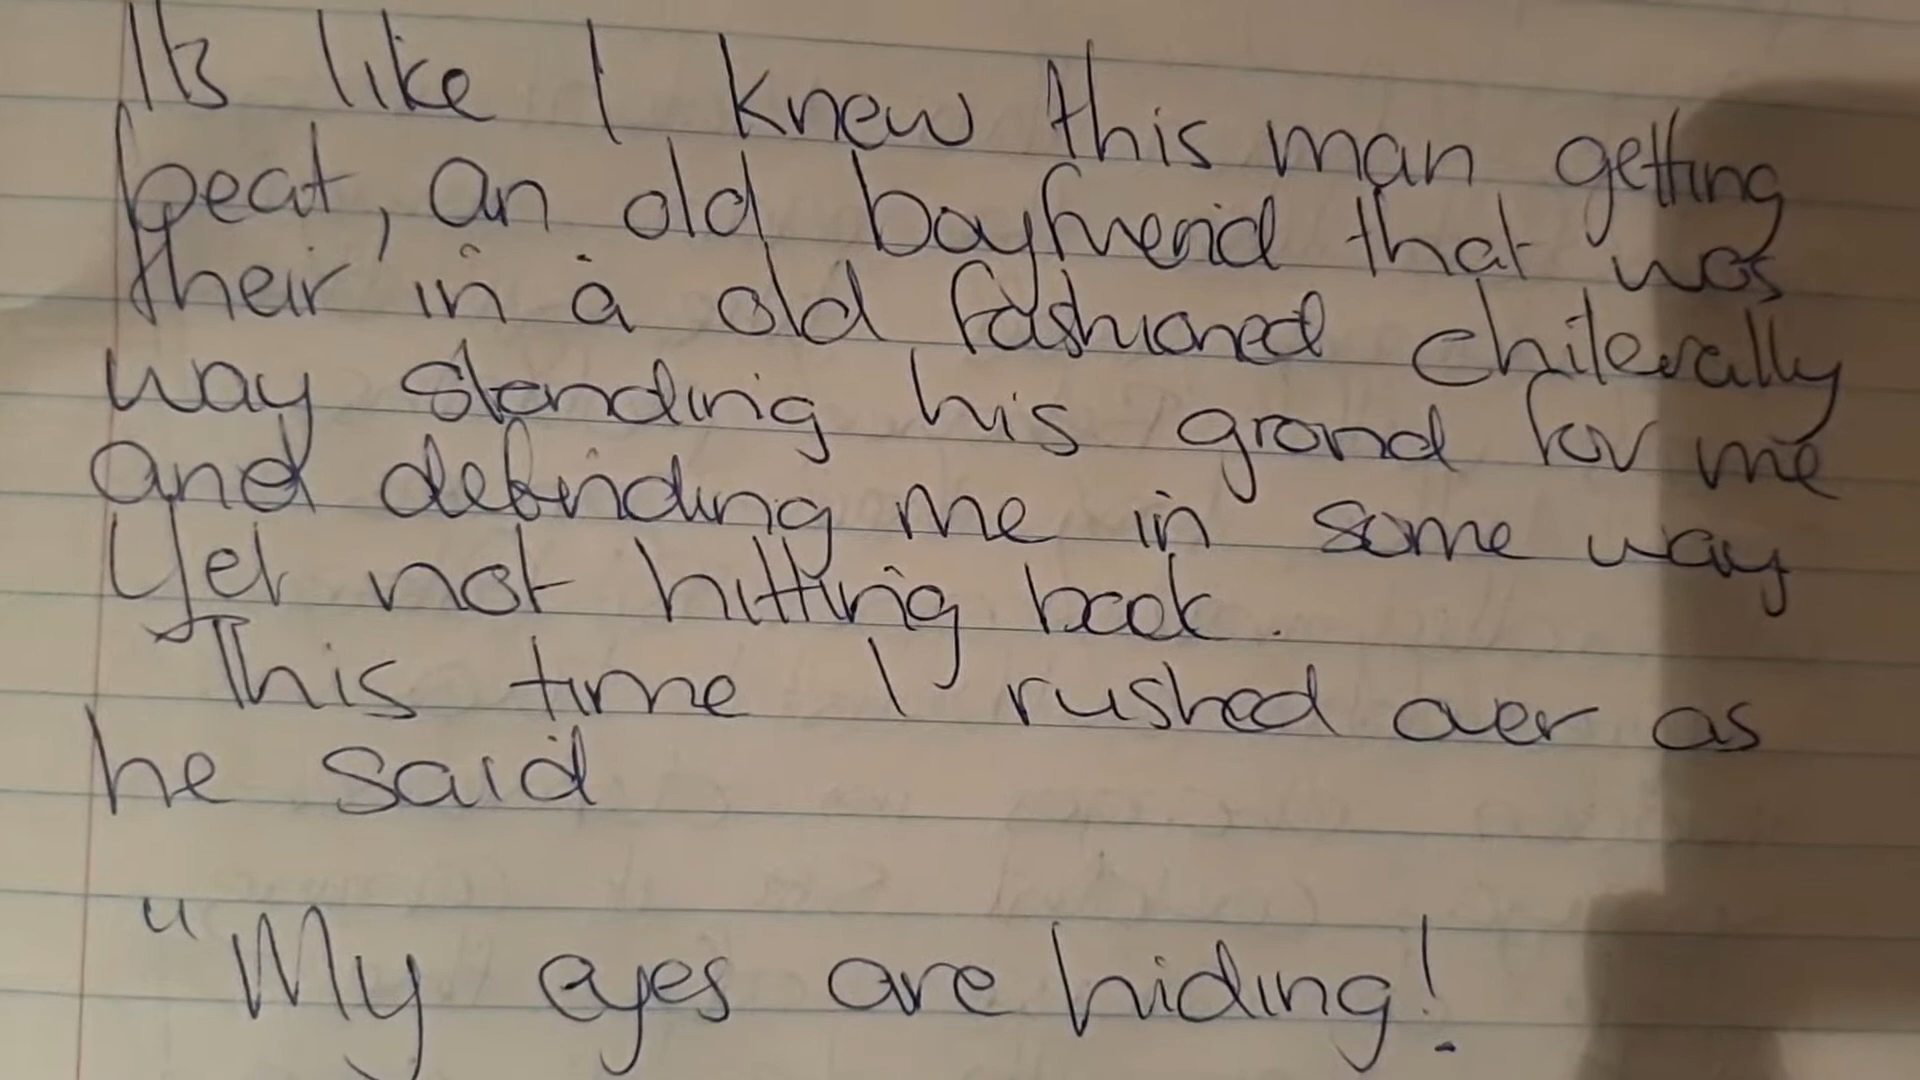 Its like I knew this man getting
beat, an old boyfriend that was
their in a old fashioned chileraly
way standing his grond for me
and defending me in some way
Yet not hitting back.
This time I rushed over as
he said
"My eyes are hiding!